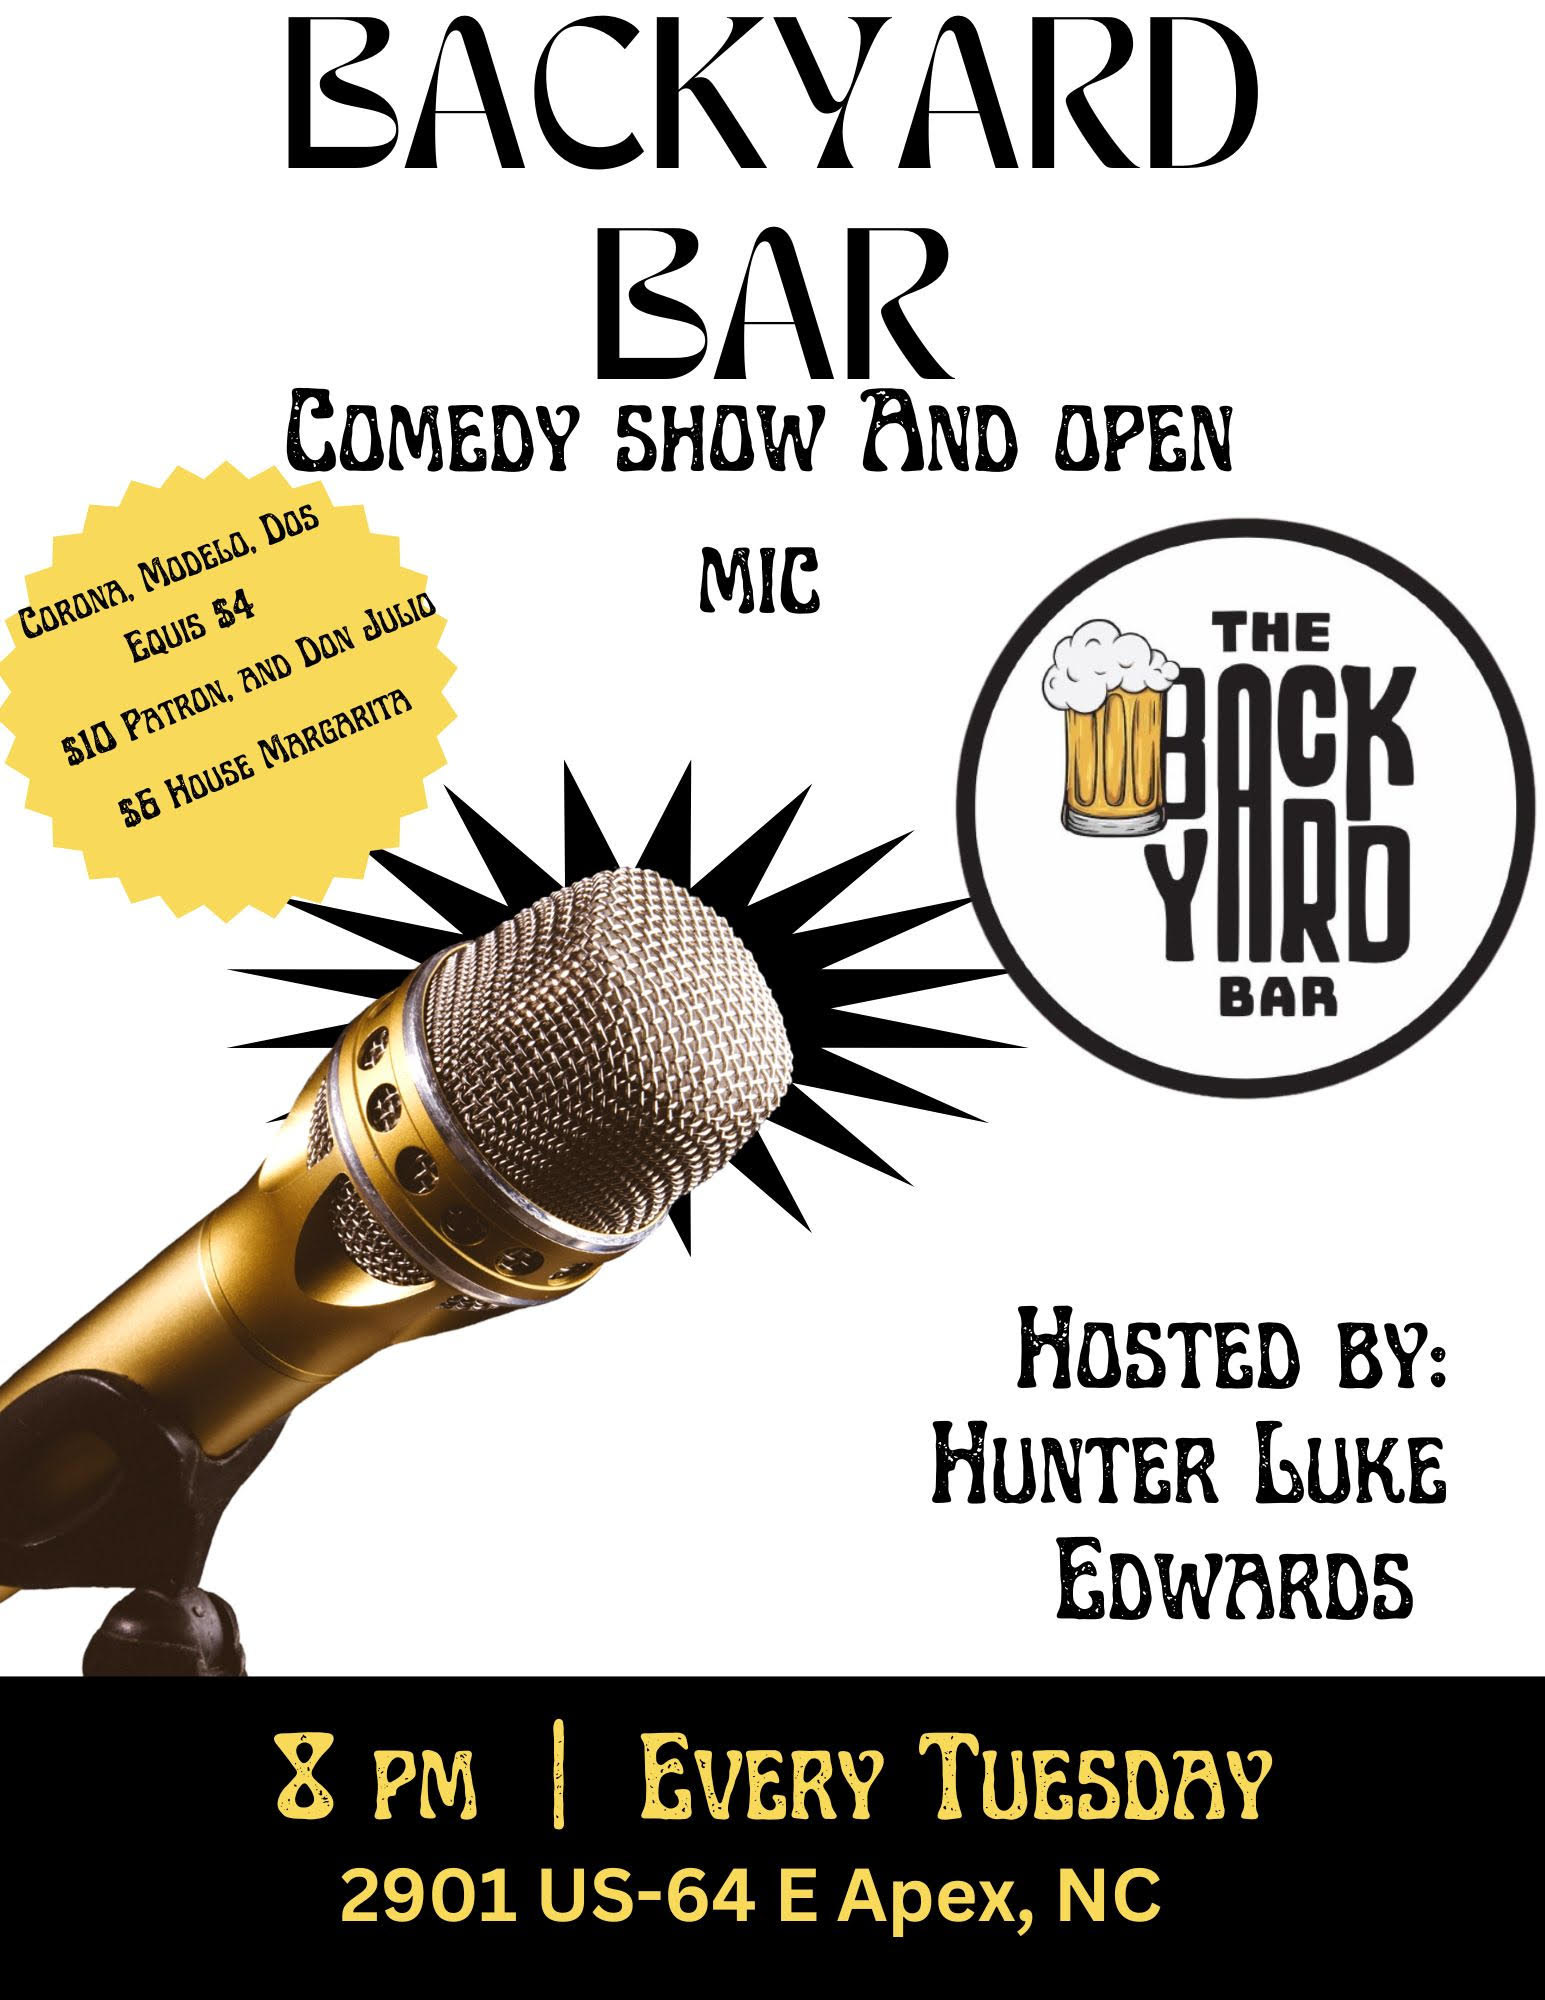 BACKYARD
BAR
Comedy show And open
mic
Corona, Modelo, Dos
Equis $4
$10 Patron, and Don Julio
$6 House Margarita
THE
BACK
YARD
BAR
Hosted by:
Hunter Luke
Edwards
8 pm | Every Tuesday
2901 US-64 E Apex, NC